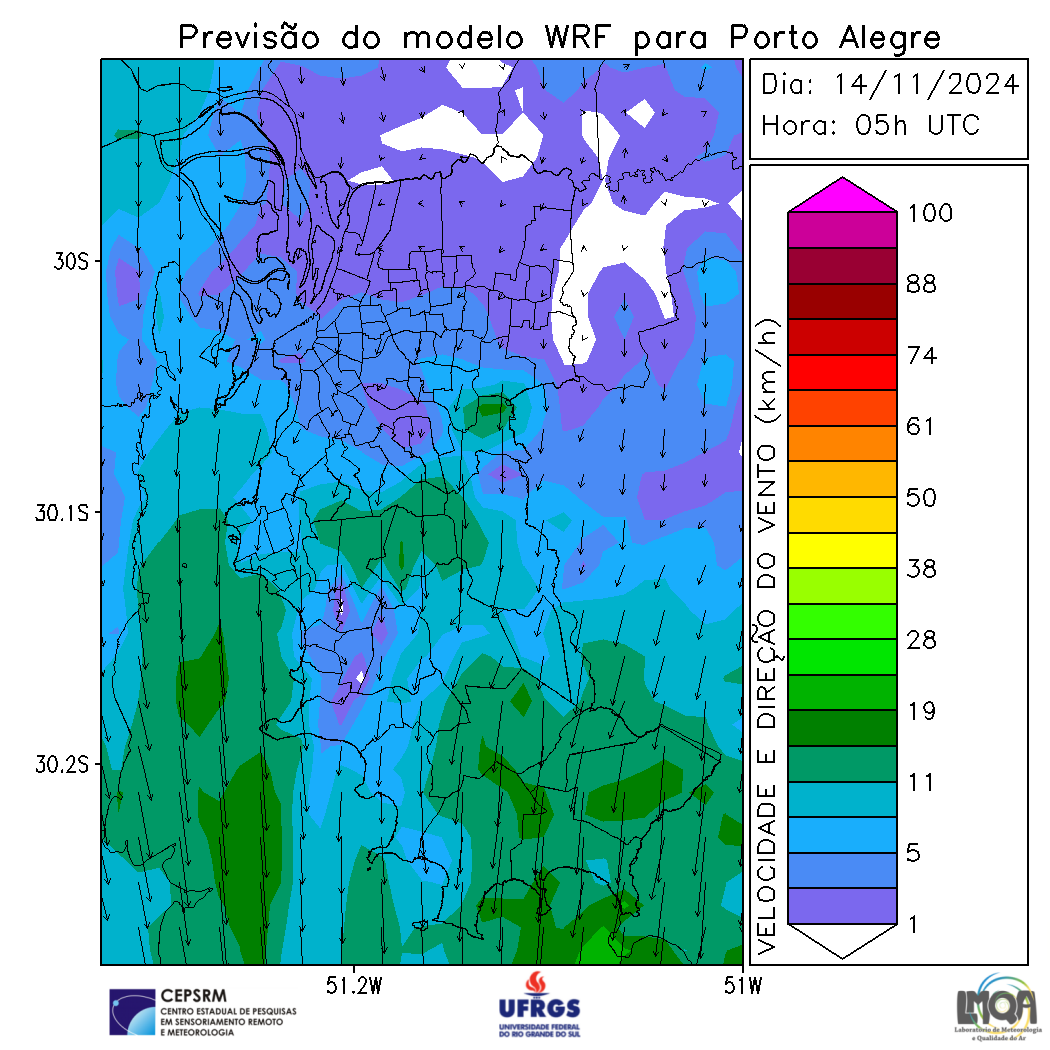 Previsão do modelo WRF para Porto Alegre
Dia: 14/11/2024
Hora: 05h UTC
30S
30.1S
30.2S
51.2W
51W
VELOCIDADE E DIREÇÃO DO VENTO (km/h)
100
88
74
61
50
38
28
19
11
5
1
CEPSRM
CENTRO ESTADUAL DE PESQUISAS
EM SENSORIAMENTO REMOTO
E METEOROLOGIA
UFRGS
UNIVERSIDADE FEDERAL
DO RIO GRANDE DO SUL
LMQA
Laboratório de Meteorologia
e Qualidade do Ar